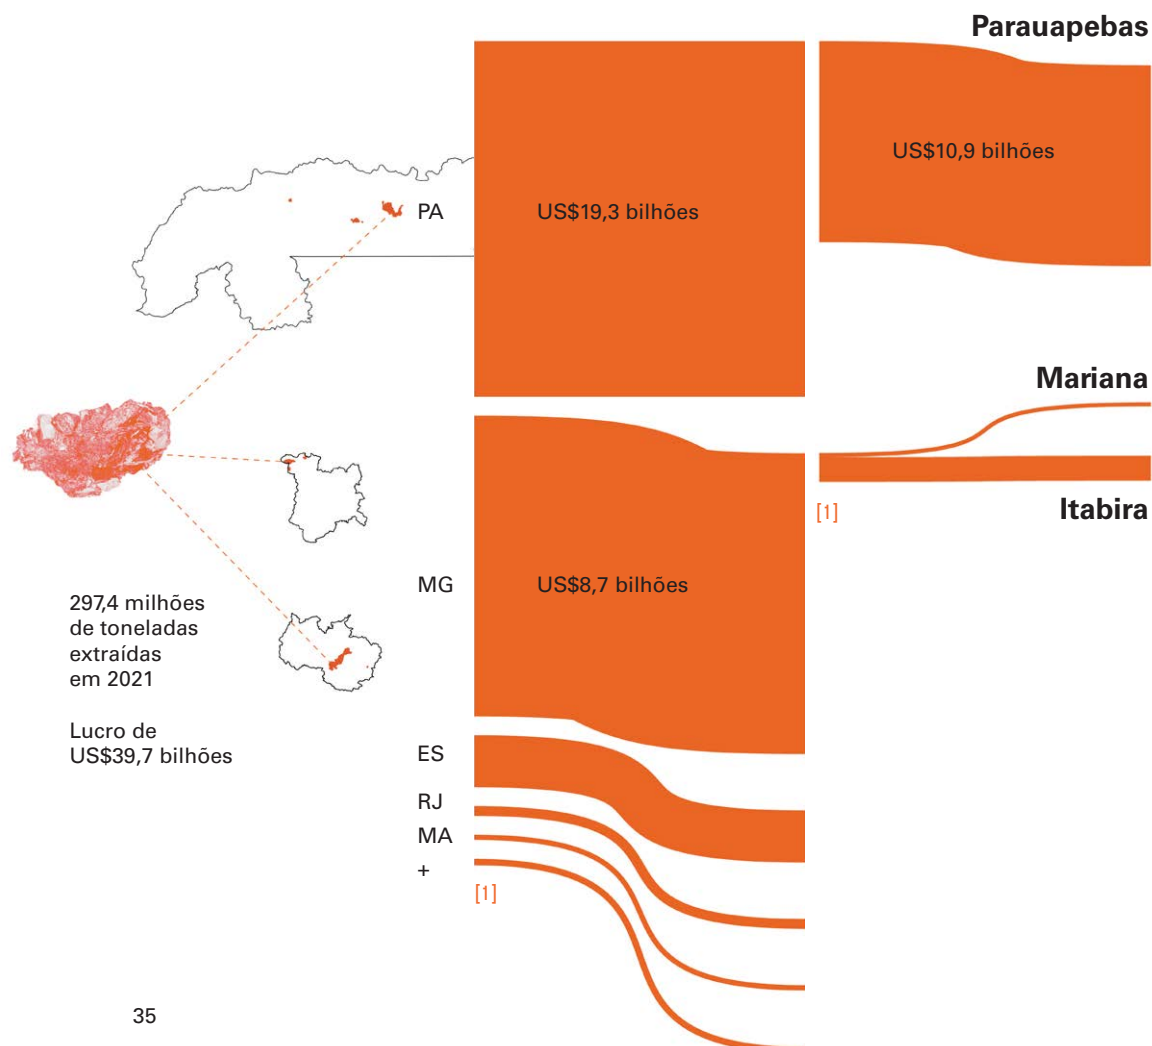 Parauapebas
US$10,9 bilhões
PA
US$19,3 bilhões
Mariana
[1]
Itabira
MG
US$8,7 bilhões
297,4 milhões
de toneladas
extraídas
em 2021
Lucro de
US$39,7 bilhões
ES
RJ
MA
+
[1]
35